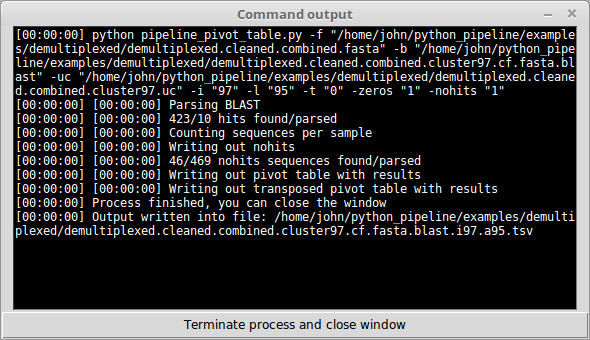 Command output
[00:00:00] python pipeline_pivot_table.py -f "/home/john/python_pipeline/example
s/demultiplexed/demultiplexed.cleaned.combined.fasta" -b "/home/john/python_pipe
line/examples/demultiplexed/demultiplexed.cleaned.combined.cluster97.cf.fasta.bl
ast" -uc "/home/john/python_pipeline/examples/demultiplexed/demultiplexed.cleane
d.combined.cluster97.uc" -i "97" -l "95" -t "0" -zeros "1" -nohits "1"
[00:00:00] [00:00:00] Parsing BLAST
[00:00:00] [00:00:00] 423/10 hits found/parsed
[00:00:00] [00:00:00] Counting sequences per sample
[00:00:00] [00:00:00] Writing out nohits
[00:00:00] [00:00:00] 46/469 nohits sequences found/parsed
[00:00:00] [00:00:00] Writing out pivot table with results
[00:00:00] [00:00:00] Writing out transposed pivot table with results
[00:00:00] Process finished, you can close the window
[00:00:00] Output written into file: /home/john/python_pipeline/examples/demulti
plexed/demultiplexed.cleaned.combined.cluster97.cf.fasta.blast.i97.a95.tsv
Terminate process and close window